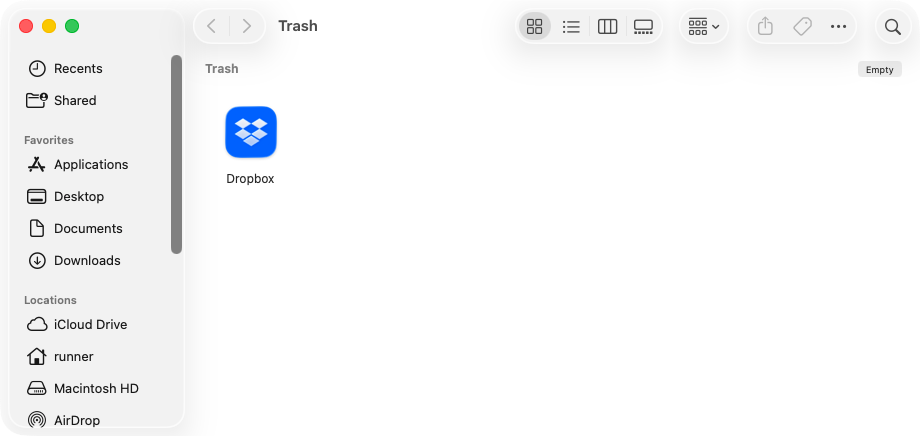 Trash
Recents
Shared
Favorites
Applications
Desktop
Documents
Downloads
Locations
iCloud Drive
runner
Macintosh HD
AirDrop
Trash
Empty
Dropbox